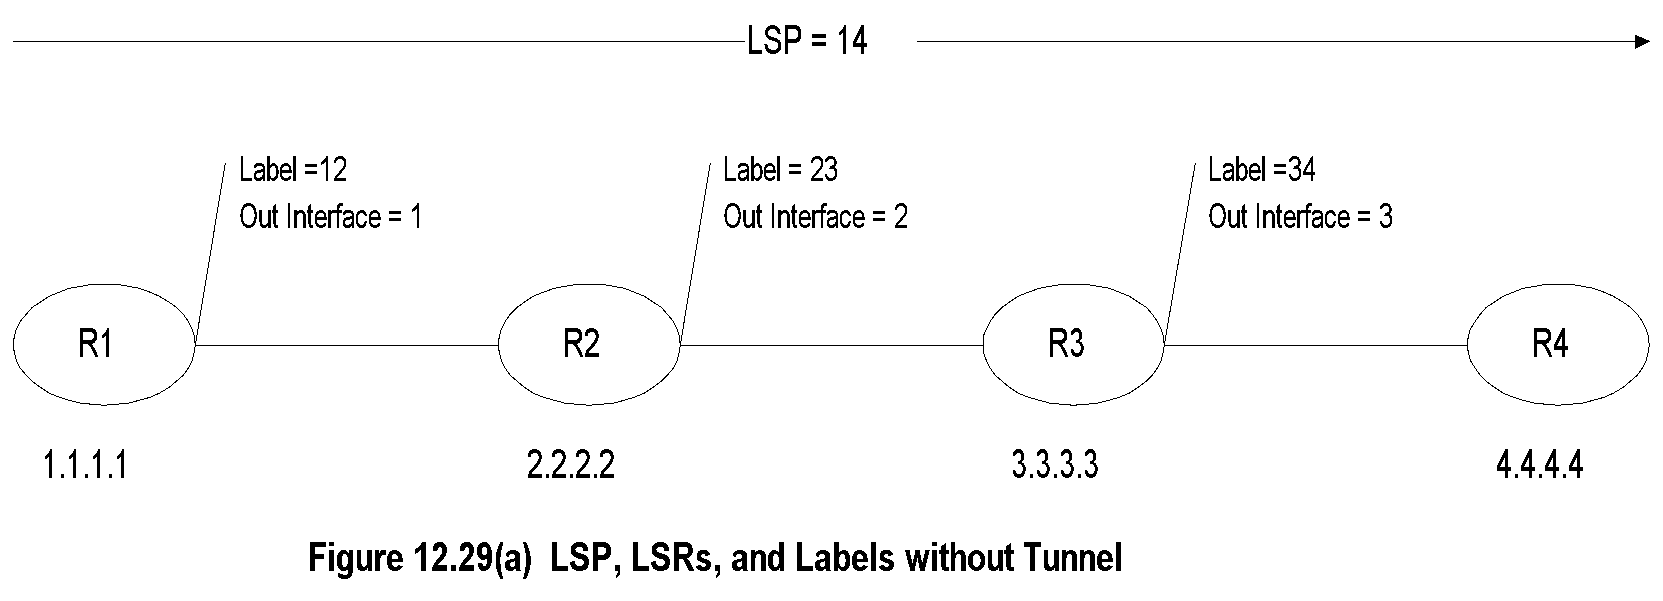 LSP = 14
Label =12
Out Interface = 1
Label = 23
Out Interface = 2
Label =34
Out Interface = 3
R1
R2
R3
R4
1.1.1.1
2.2.2.2
3.3.3.3
4.4.4.4
Figure 12.29(a) LSP, LSRs, and Labels without Tunnel